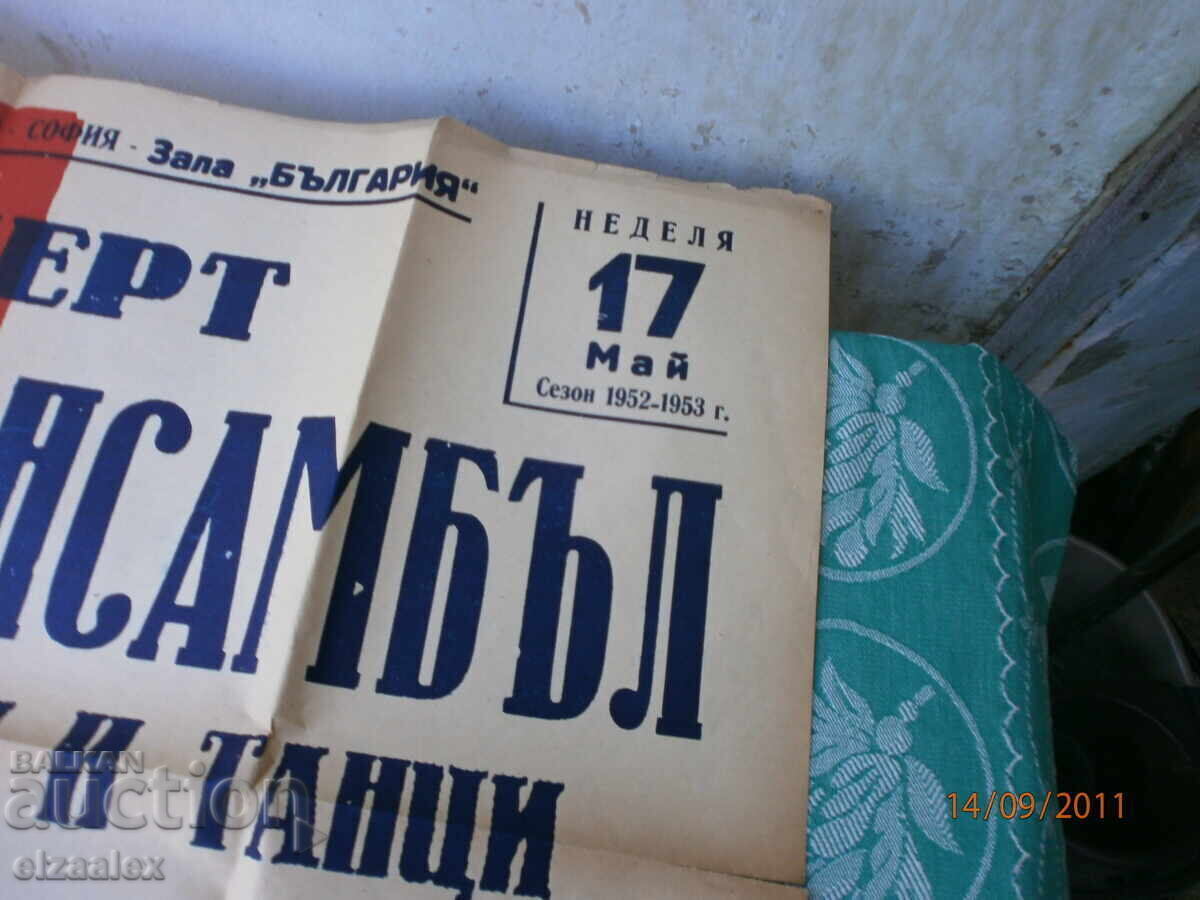 СОФИЯ - Зала „БЪЛГАРИЯ“
НЕДЕЛЯ
17
Май
Сезон 1952-1953 г.
ЕРТ
НСАМБЪЛ
И ТАНЦИ
BALKAN
auction
elzaalex
14/09/2011